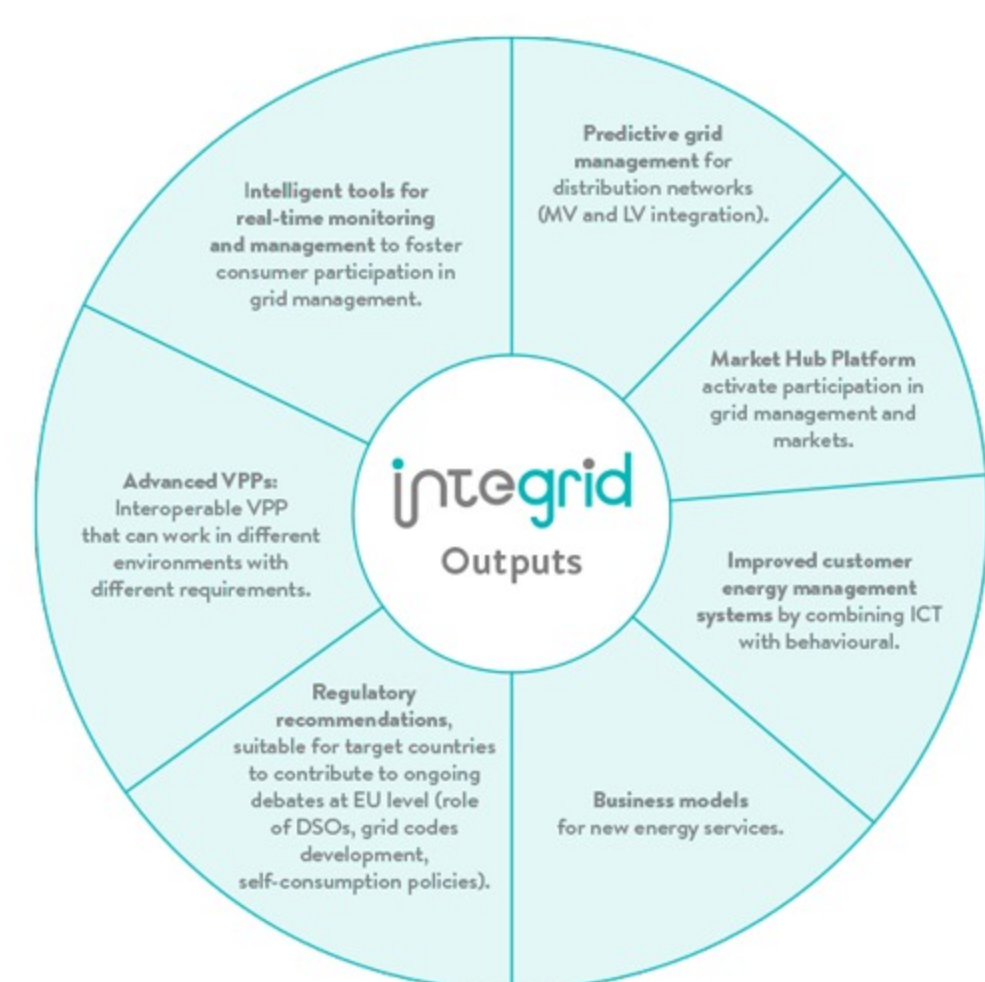 Predictive grid
management for
distribution networks
(MV and LV integration).
Market Hub Platform
activate participation in
grid management and
markets.
Improved customer
energy management
systems by combining ICT
with behavioural.
Business models
for new energy services.
Regulatory
recommendations,
suitable for target countries
to contribute to ongoing
debates at EU level (role
of DSOs, grid codes
development,
self-consumption policies).
Advanced VPPs:
Interoperable VPP
that can work in different
environments with
different requirements.
Intelligent tools for
real-time monitoring
and management to foster
consumer participation in
grid management.
integrid
Outputs